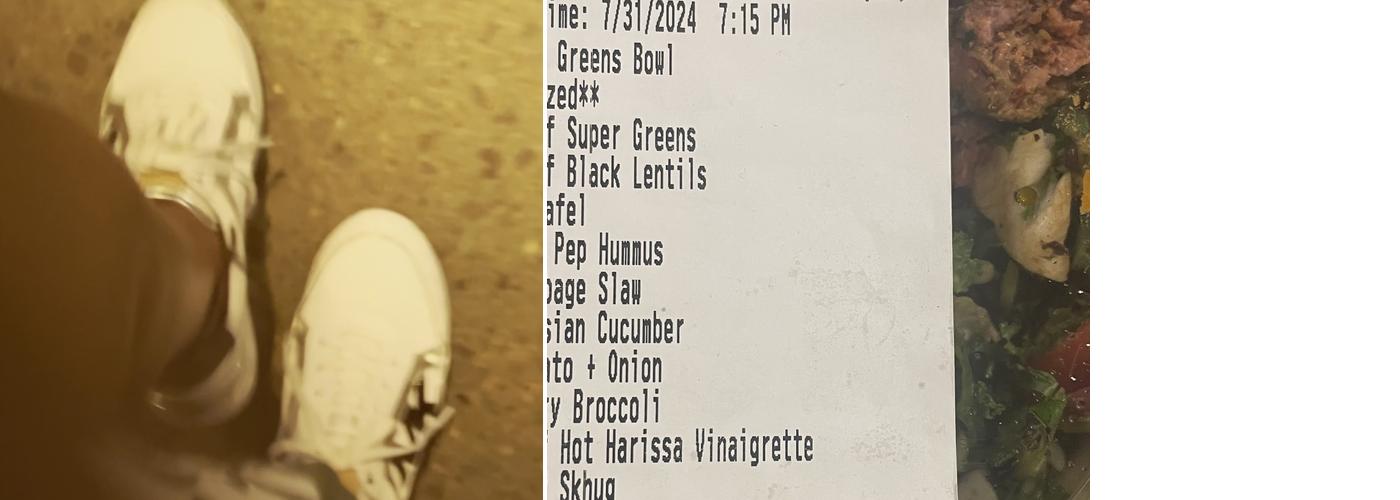 ime: 7/31/2024 7:15 PM
Greens Bowl
zed**
f Super Greens
f Black Lentils
afel
Pep Hummus
bage Slaw
sian Cucumber
ato + Onion
ry Broccoli
Hot Harissa Vinaigrette
Skhug